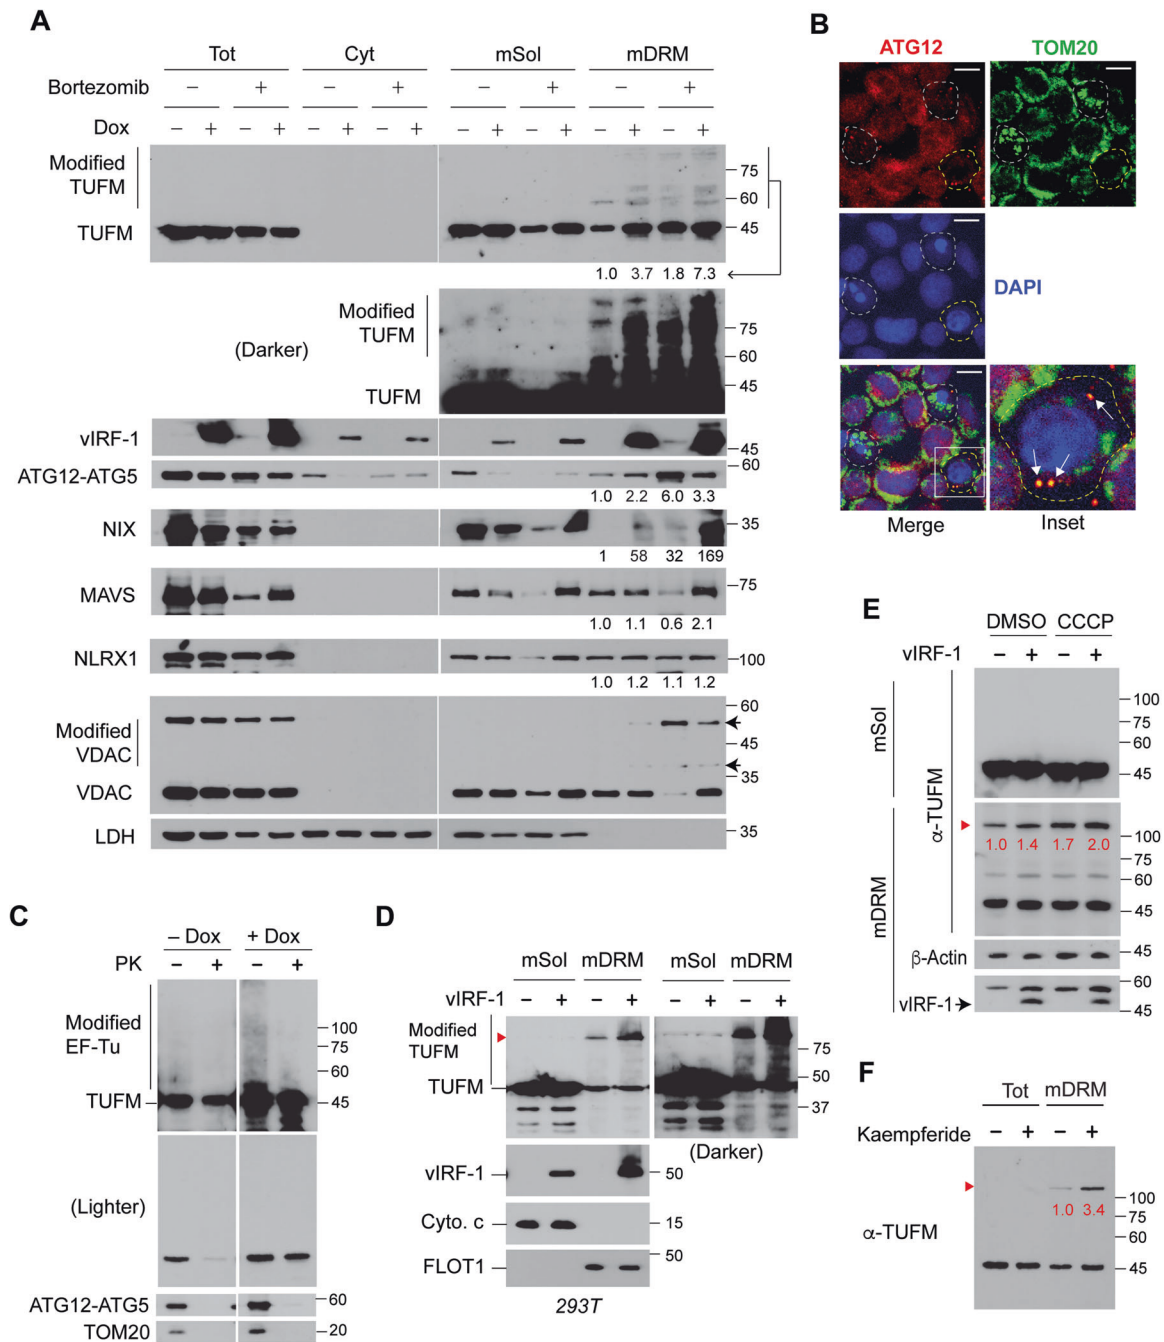 A
Tot Cyt mSol mDRM
Bortezomib – + – + – + – +
Dox – + – + – + – + – + – + – + – +
Modified TUFM
75
60
TUFM
45
1.0 3.7 1.8 7.3
Modified TUFM
(Darker)
75
60
45
TUFM
vIRF-1
45
ATG12-ATG5
60
1.0 2.2 6.0 3.3
NIX
35
1 58 32 169
MAVS
75
1.0 1.1 0.6 2.1
NLRX1
100
1.0 1.2 1.1 1.2
60
Modified VDAC
45
35
VDAC
LDH
35
B
ATG12 TOM20
DAPI
Merge Inset
C
– Dox + Dox
PK – + – +
Modified EF-Tu
100
75
60
TUFM
45
(Lighter)
ATG12-ATG5
60
TOM20
20
D
mSol mDRM mSol mDRM
vIRF-1 – + – + – + – +
Modified TUFM
75
TUFM
50
37
(Darker)
vIRF-1
50
Cyto. c
15
FLOT1
50
293T
E
DMSO CCCP
vIRF-1 – + – +
mSol
α-TUFM
100
75
60
45
mDRM
100
1.0 1.4 1.7 2.0
75
60
45
β-Actin
45
60
vIRF-1
45
F
Tot mDRM
Kaempferide – + – +
100
1.0 3.4
75
60
α-TUFM
45